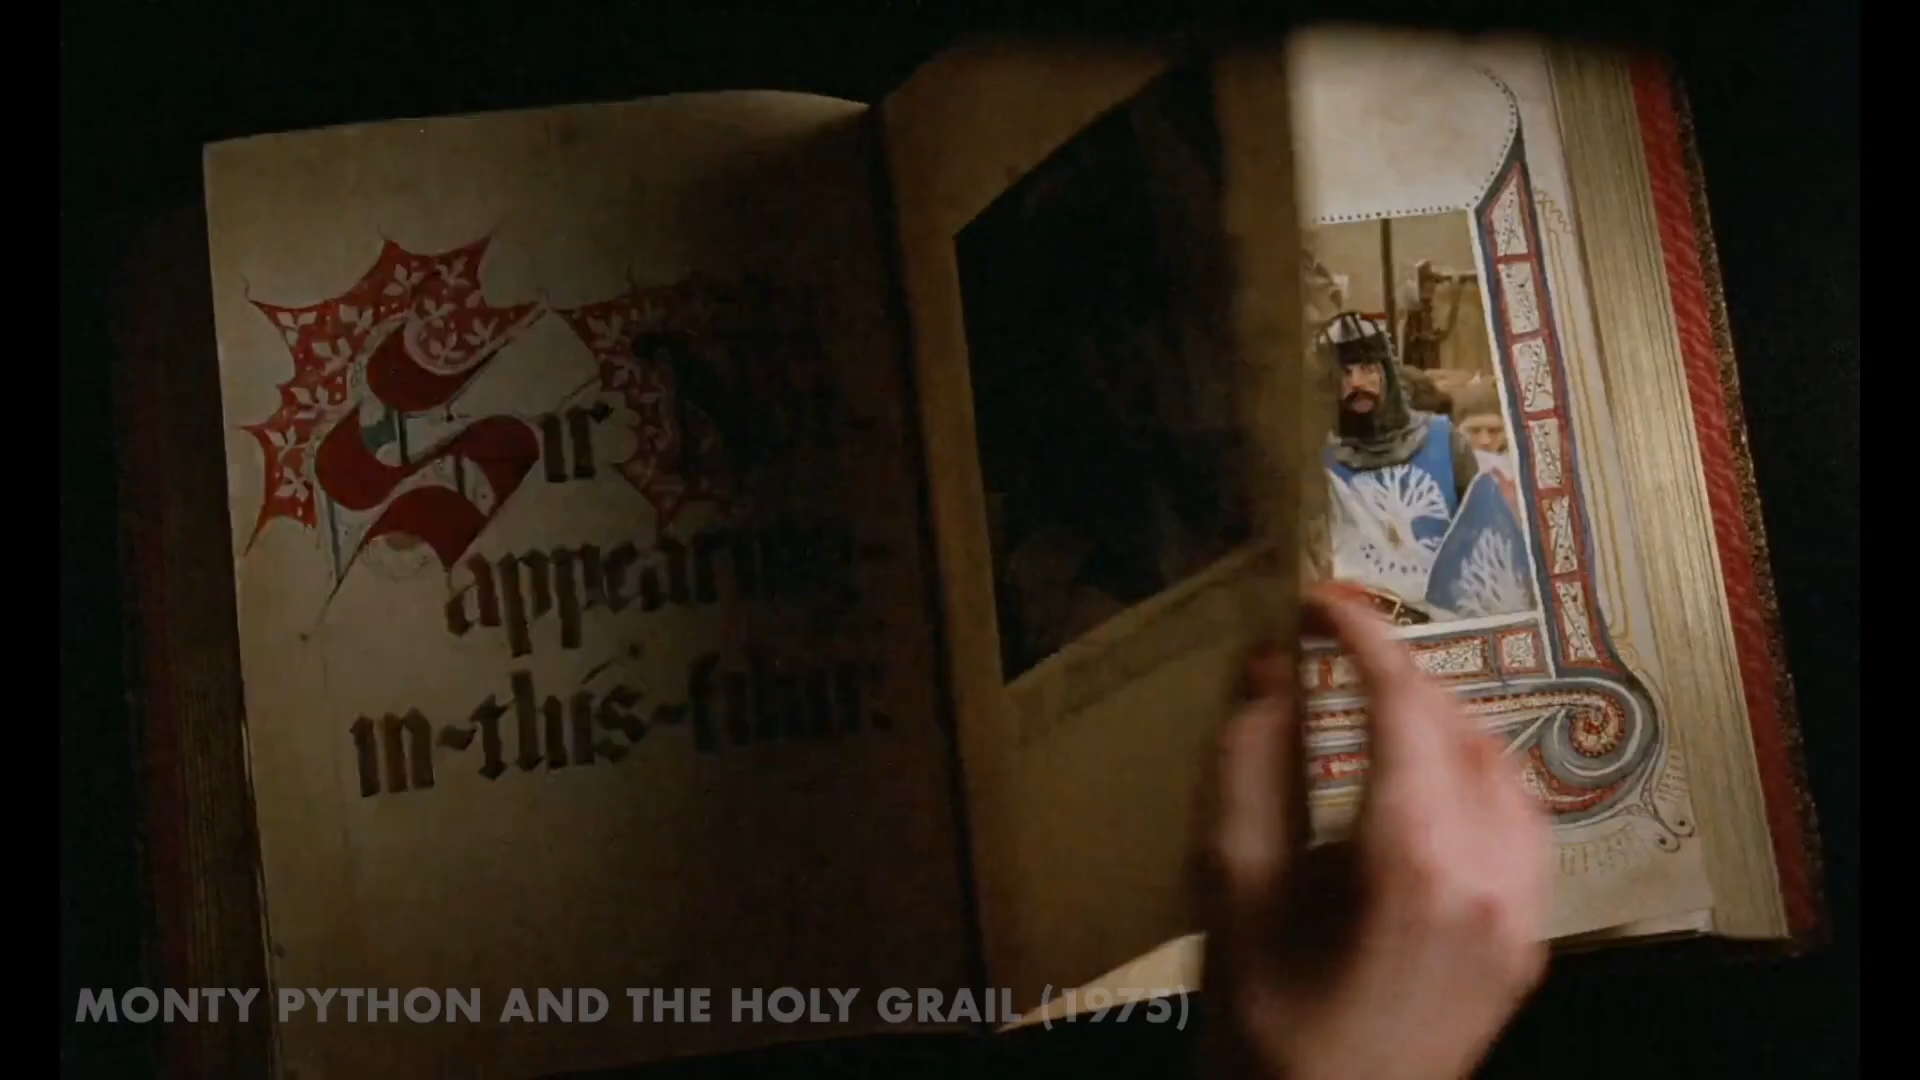 Sir
appearing-
in-this-film.
MONTY PYTHON AND THE HOLY GRAIL (1975)